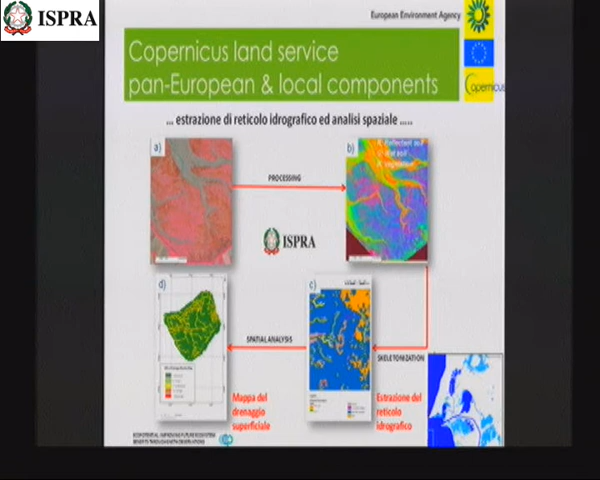 ISPRA
European Environment Agency
Copernicus land service
pan-European & local components
Copernicus
... estrazione di reticolo idrografico ed analisi spaziale .....
a)
b)
PROCESSING
ISPRA
d)
c)
SPATIAL ANALYSIS
SKELETONIZATION
Mappa del
drenaggio
superficiale
Estrazione del
reticolo
idrografico